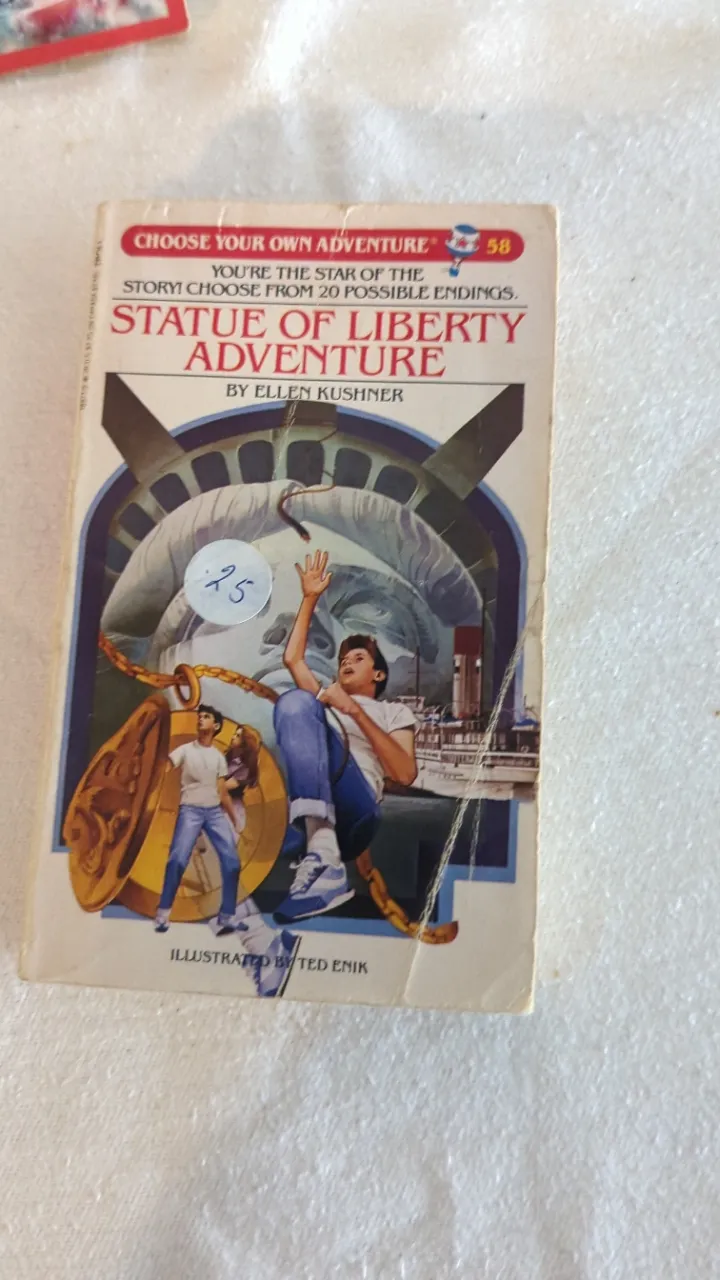 CHOOSE YOUR OWN ADVENTURE® 58
YOU'RE THE STAR OF THE
STORY! CHOOSE FROM 20 POSSIBLE ENDINGS.
STATUE OF LIBERTY
ADVENTURE
BY ELLEN KUSHNER
.25
ILLUSTRATED BY TED ENIK